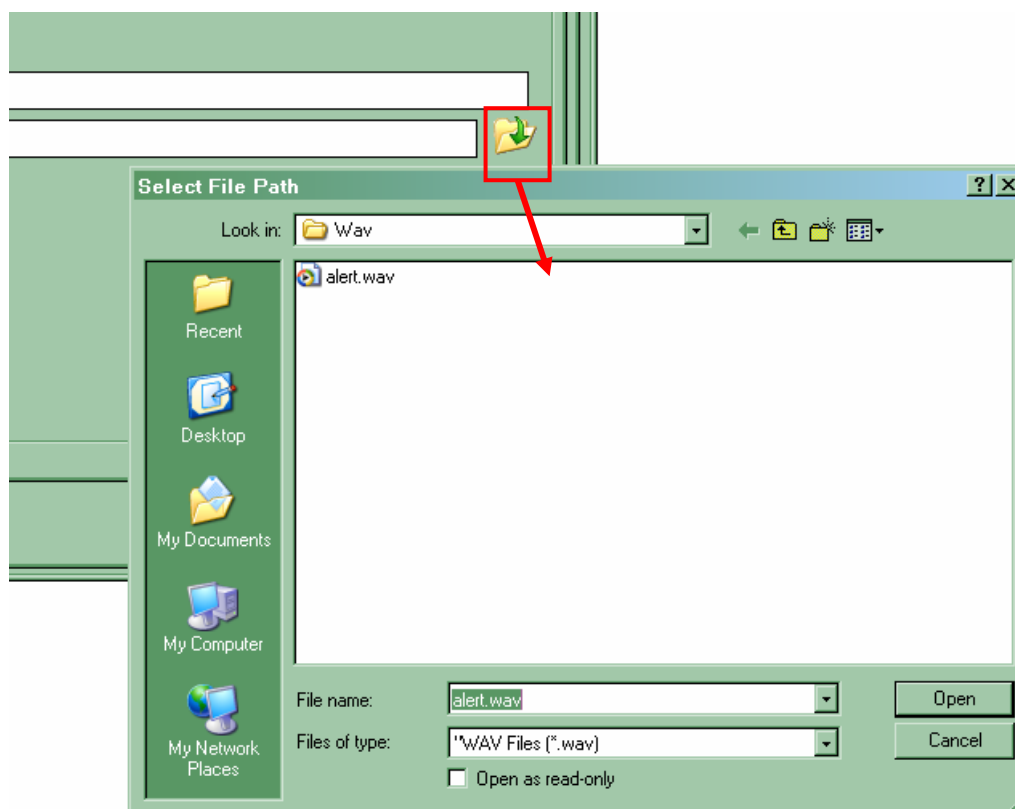 Select File Path
Look in: Wav
alert.wav
Recent
Desktop
My Documents
My Computer
My Network
Places
File name: alert.wav Open
Files of type: "WAV Files (*.wav) Cancel
Open as read-only